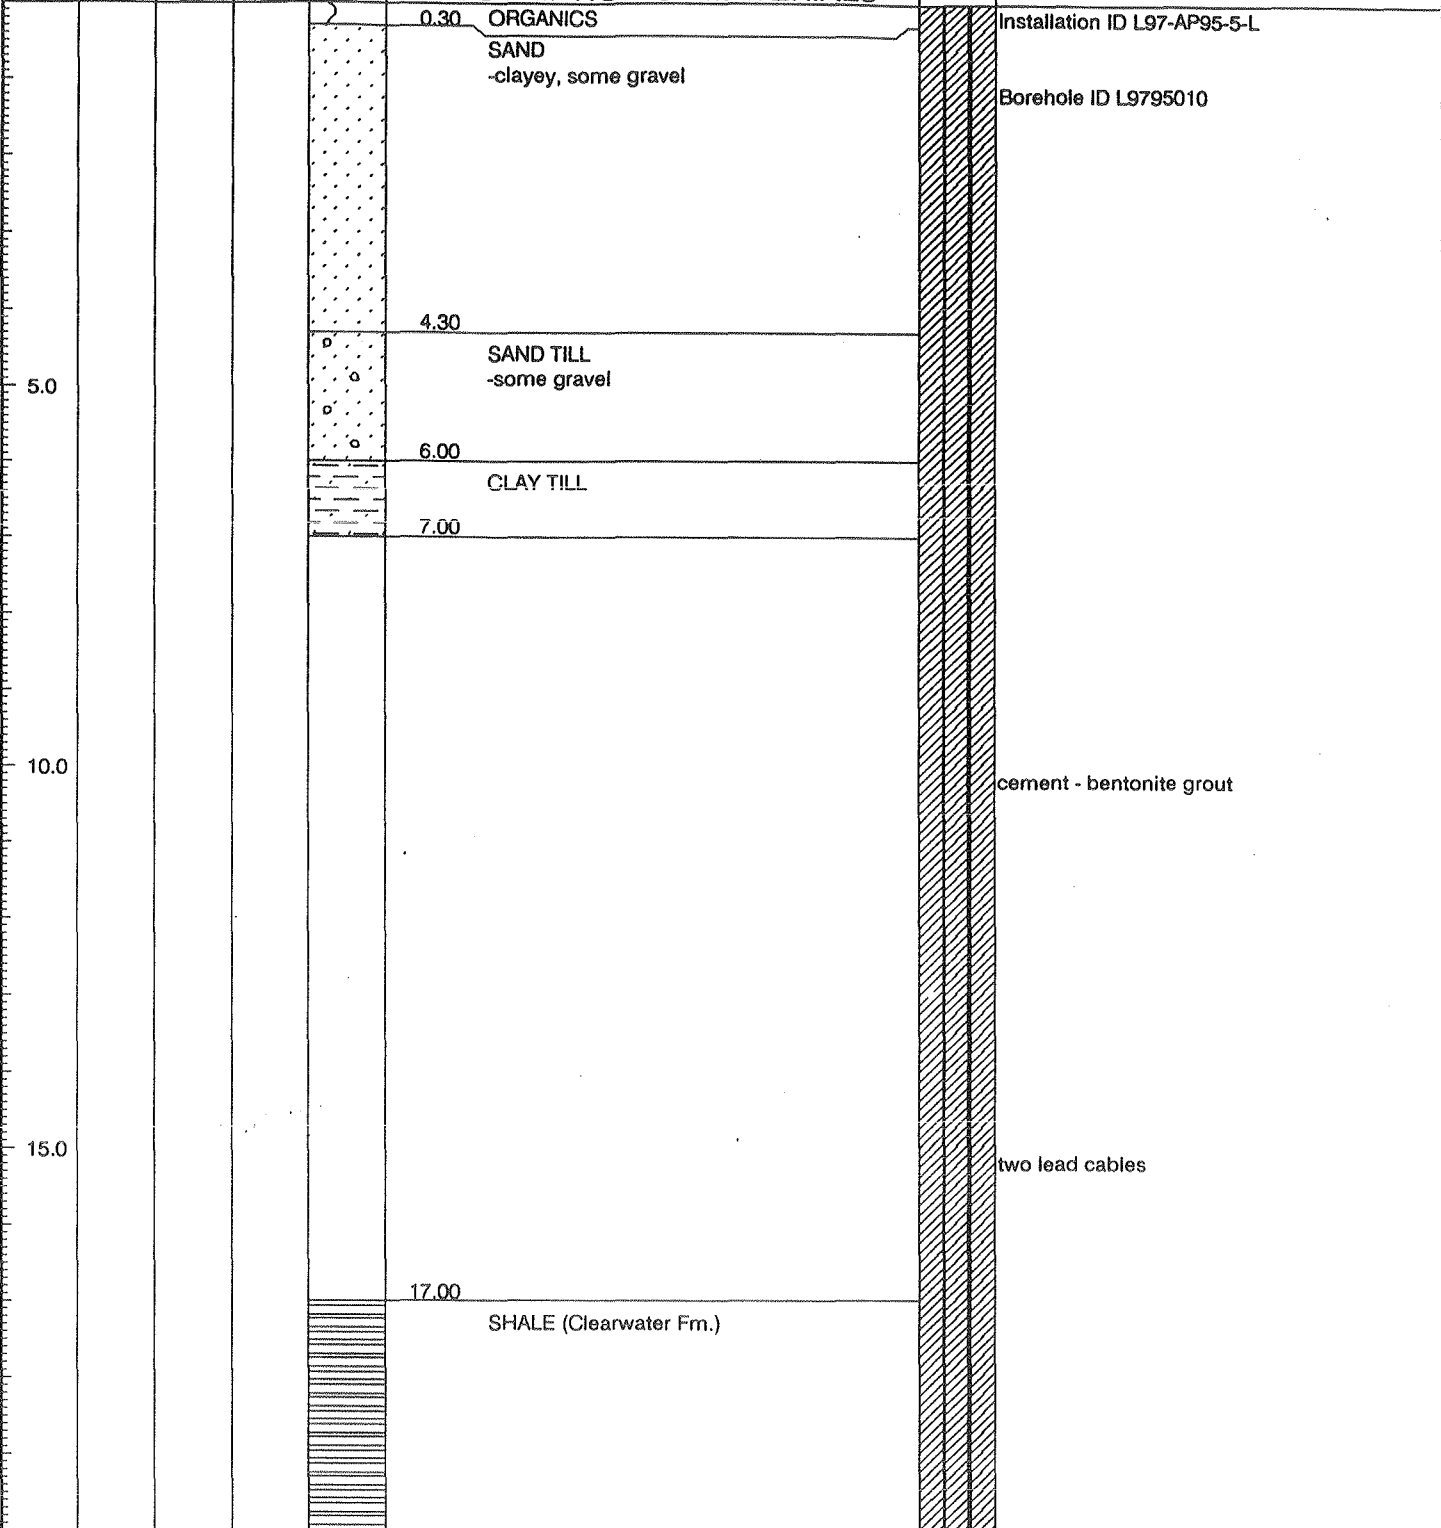 0.30 ORGANICS Installation ID L97-AP95-5-L
SAND
-clayey, some gravel
Borehole ID L9795010
4.30
SAND TILL
-some gravel
5.0
6.00
CLAY TILL
7.00
10.0
cement - bentonite grout
15.0
two lead cables
17.00
SHALE (Clearwater Fm.)